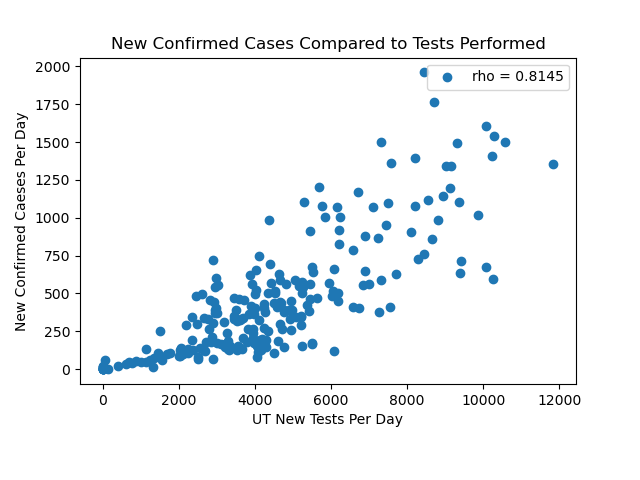 New Confirmed Cases Compared to Tests Performed
rho = 0.8145
New Confirmed Caeses Per Day
2000
1750
1500
1250
1000
750
500
250
0
0 2000 4000 6000 8000 10000 12000
UT New Tests Per Day